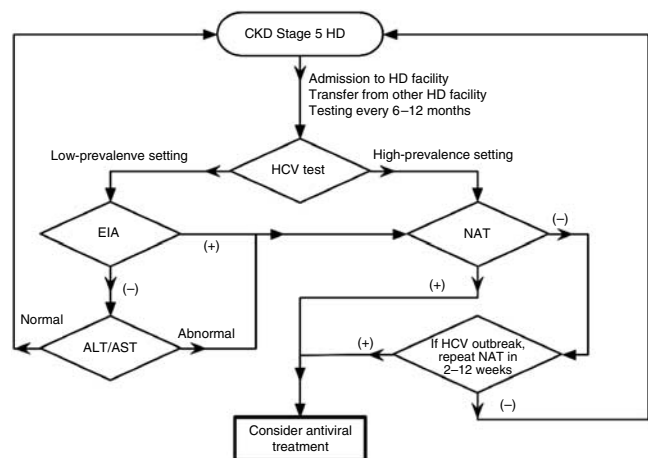 CKD Stage 5 HD
Admission to HD facility
Transfer from other HD facility
Testing every 6–12 months
Low-prevalenve setting
HCV test
High-prevalence setting
EIA
(+)
NAT
(–)
(–)
(+)
Normal
ALT/AST
Abnormal
(+)
If HCV outbreak,
repeat NAT in
2–12 weeks
(–)
Consider antiviral
treatment